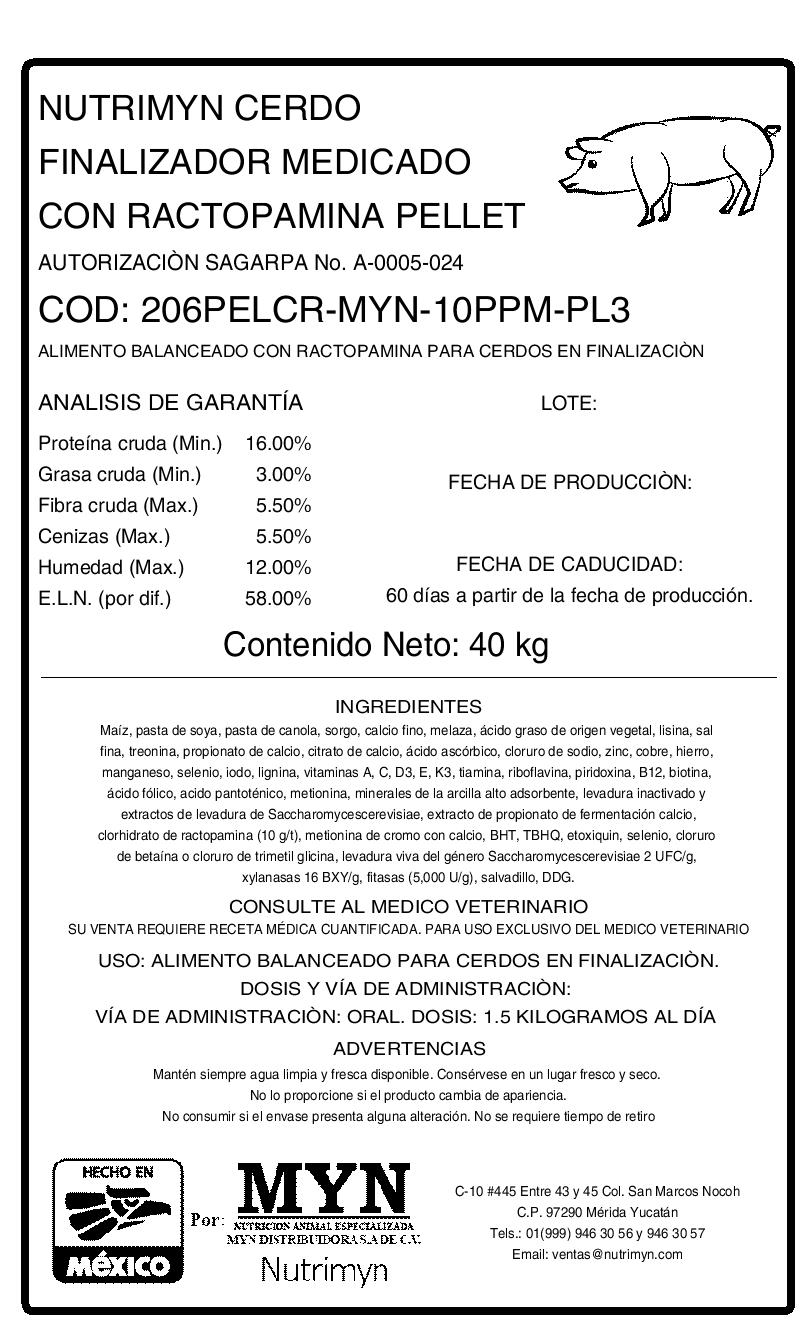 NUTRIMYN CERDO
FINALIZADOR MEDICADO
CON RACTOPAMINA PELLET
AUTORIZACIÒN SAGARPA No. A-0005-024
COD: 206PELCR-MYN-10PPM-PL3
ALIMENTO BALANCEADO CON RACTOPAMINA PARA CERDOS EN FINALIZACIÒN
ANALISIS DE GARANTÍA
Proteína cruda (Min.) 16.00%
Grasa cruda (Min.) 3.00%
Fibra cruda (Max.) 5.50%
Cenizas (Max.) 5.50%
Humedad (Max.) 12.00%
E.L.N. (por dif.) 58.00%
LOTE:
FECHA DE PRODUCCIÒN:
FECHA DE CADUCIDAD:
60 días a partir de la fecha de producción.
Contenido Neto: 40 kg
INGREDIENTES
Maíz, pasta de soya, pasta de canola, sorgo, calcio fino, melaza, ácido graso de origen vegetal, lisina, sal
fina, treonina, propionato de calcio, citrato de calcio, ácido ascórbico, cloruro de sodio, zinc, cobre, hierro,
manganeso, selenio, iodo, lignina, vitaminas A, C, D3, E, K3, tiamina, riboflavina, piridoxina, B12, biotina,
ácido fólico, acido pantoténico, metionina, minerales de la arcilla alto adsorbente, levadura inactivado y
extractos de levadura de Saccharomycescerevisiae, extracto de propionato de fermentación calcio,
clorhidrato de ractopamina (10 g/t), metionina de cromo con calcio, BHT, TBHQ, etoxiquin, selenio, cloruro
de betaína o cloruro de trimetil glicina, levadura viva del género Saccharomycescerevisiae 2 UFC/g,
xylanasas 16 BXY/g, fitasas (5,000 U/g), salvadillo, DDG.
CONSULTE AL MEDICO VETERINARIO
SU VENTA REQUIERE RECETA MÉDICA CUANTIFICADA. PARA USO EXCLUSIVO DEL MEDICO VETERINARIO
USO: ALIMENTO BALANCEADO PARA CERDOS EN FINALIZACIÒN.
DOSIS Y VÍA DE ADMINISTRACIÒN:
VÍA DE ADMINISTRACIÒN: ORAL. DOSIS: 1.5 KILOGRAMOS AL DÍA
ADVERTENCIAS
Mantén siempre agua limpia y fresca disponible. Consérvese en un lugar fresco y seco.
No lo proporcione si el producto cambia de apariencia.
No consumir si el envase presenta alguna alteración. No se requiere tiempo de retiro
HECHO EN
MéXICO
Por:
MYN
NUTRICION ANIMAL ESPECIALIZADA
MYN DISTRIBUIDORA S.A DE C.V.
Nutrimyn
C-10 #445 Entre 43 y 45 Col. San Marcos Nocoh
C.P. 97290 Mérida Yucatán
Tels.: 01(999) 946 30 56 y 946 30 57
Email: ventas@nutrimyn.com